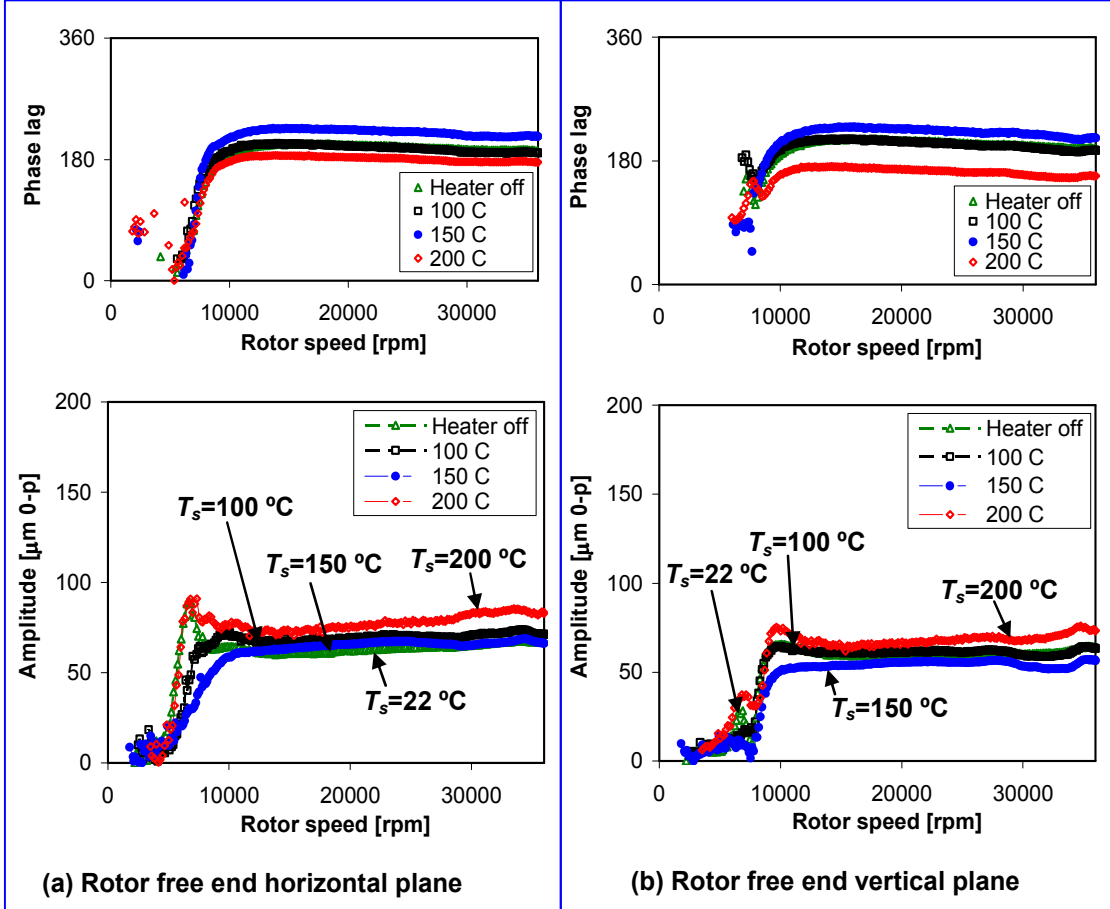 360
180
0
Phase lag
Heater off
100 C
150 C
200 C
0 10000 20000 30000
Rotor speed [rpm]
200
150
100
50
0
Amplitude [μm 0-p]
Heater off
100 C
150 C
200 C
Ts=100 ºC
Ts=150 ºC
Ts=200 ºC
Ts=22 ºC
0 10000 20000 30000
Rotor speed [rpm]
(a) Rotor free end horizontal plane
360
180
0
Phase lag
Heater off
100 C
150 C
200 C
0 10000 20000 30000
Rotor speed [rpm]
200
150
100
50
0
Amplitude [μm 0-p]
Heater off
100 C
150 C
200 C
Ts=100 ºC
Ts=22 ºC
Ts=200 ºC
Ts=150 ºC
0 10000 20000 30000
Rotor speed [rpm]
(b) Rotor free end vertical plane